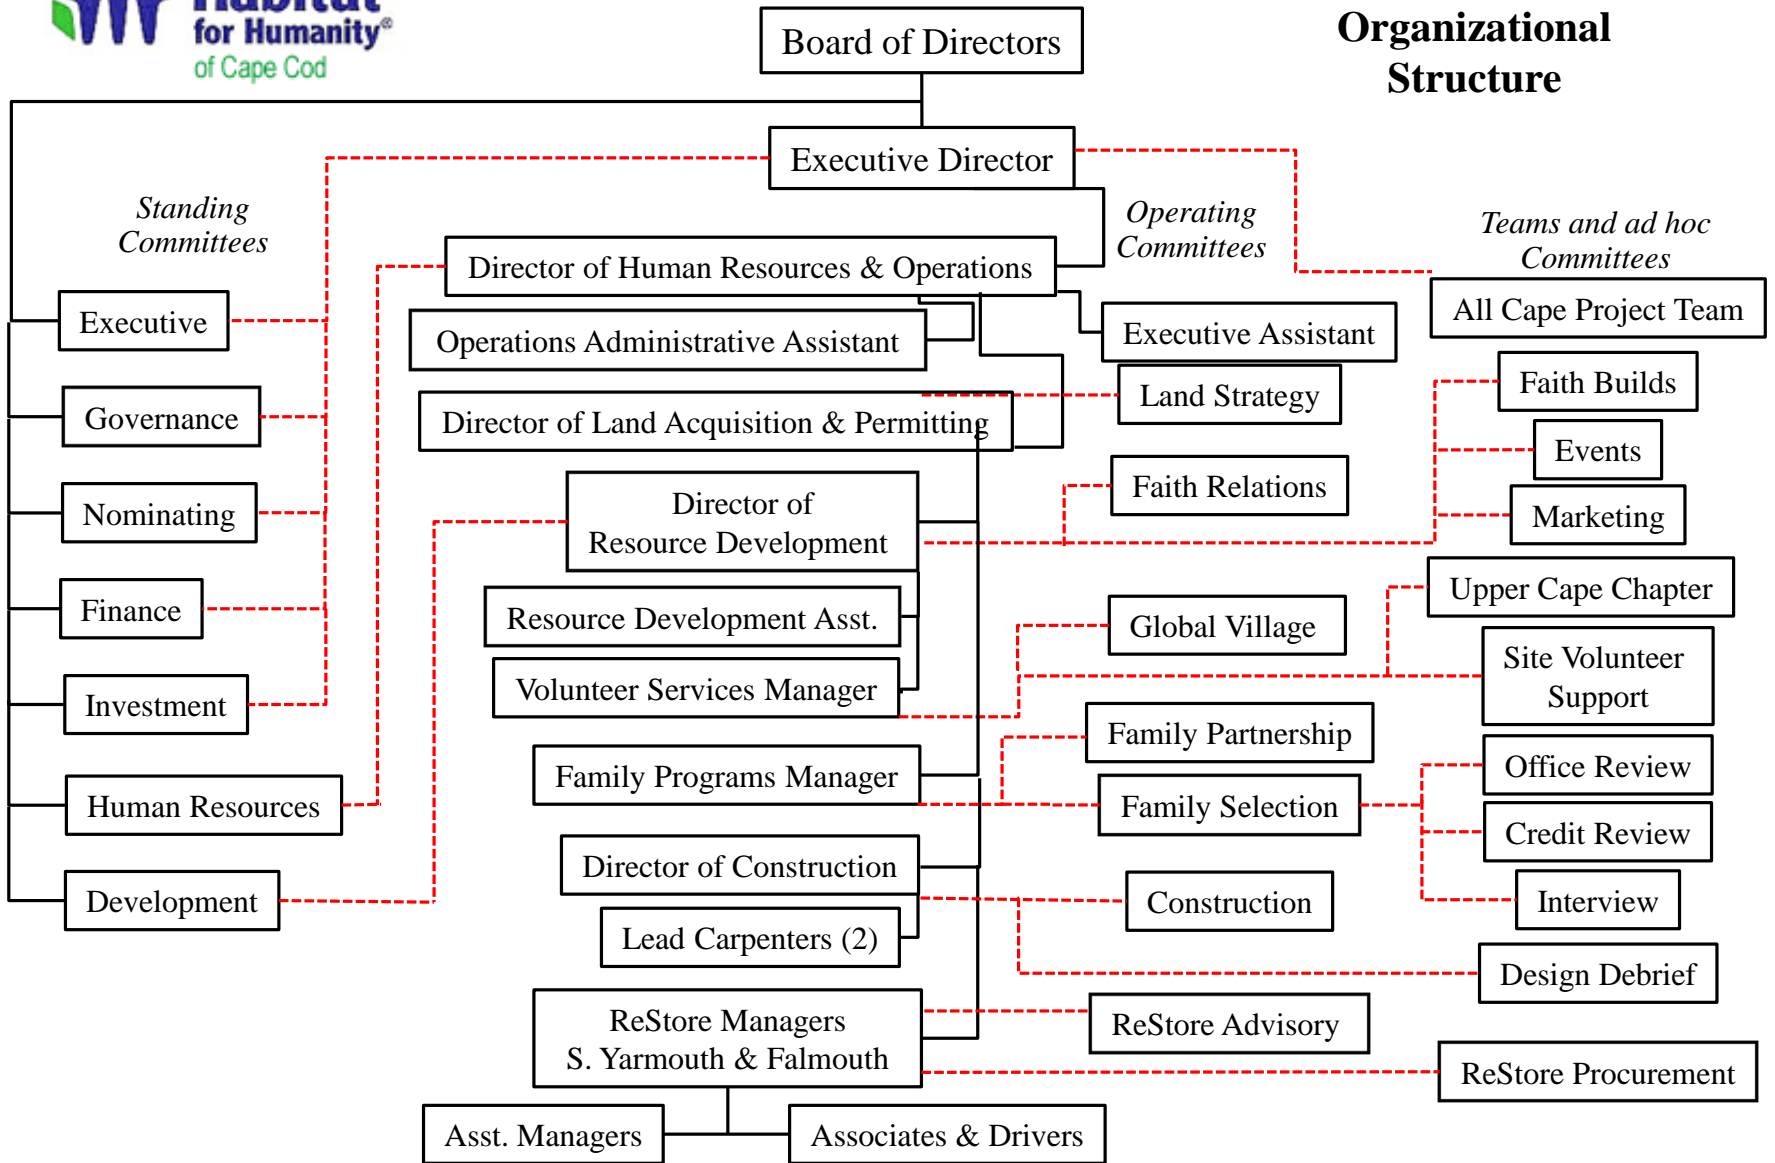 Habitat
for Humanity®
of Cape Cod
Board of Directors
Organizational
Structure
Executive Director
Standing
Committees
Operating
Committees
Teams and ad hoc
Committees
Director of Human Resources & Operations
Executive
All Cape Project Team
Operations Administrative Assistant
Executive Assistant
Faith Builds
Land Strategy
Governance
Director of Land Acquisition & Permitting
Events
Faith Relations
Nominating
Director of
Resource Development
Marketing
Upper Cape Chapter
Finance
Resource Development Asst.
Global Village
Site Volunteer
Support
Volunteer Services Manager
Investment
Family Partnership
Office Review
Family Programs Manager
Human Resources
Family Selection
Credit Review
Director of Construction
Development
Construction
Interview
Lead Carpenters (2)
Design Debrief
ReStore Managers
S. Yarmouth & Falmouth
ReStore Advisory
ReStore Procurement
Asst. Managers
Associates & Drivers